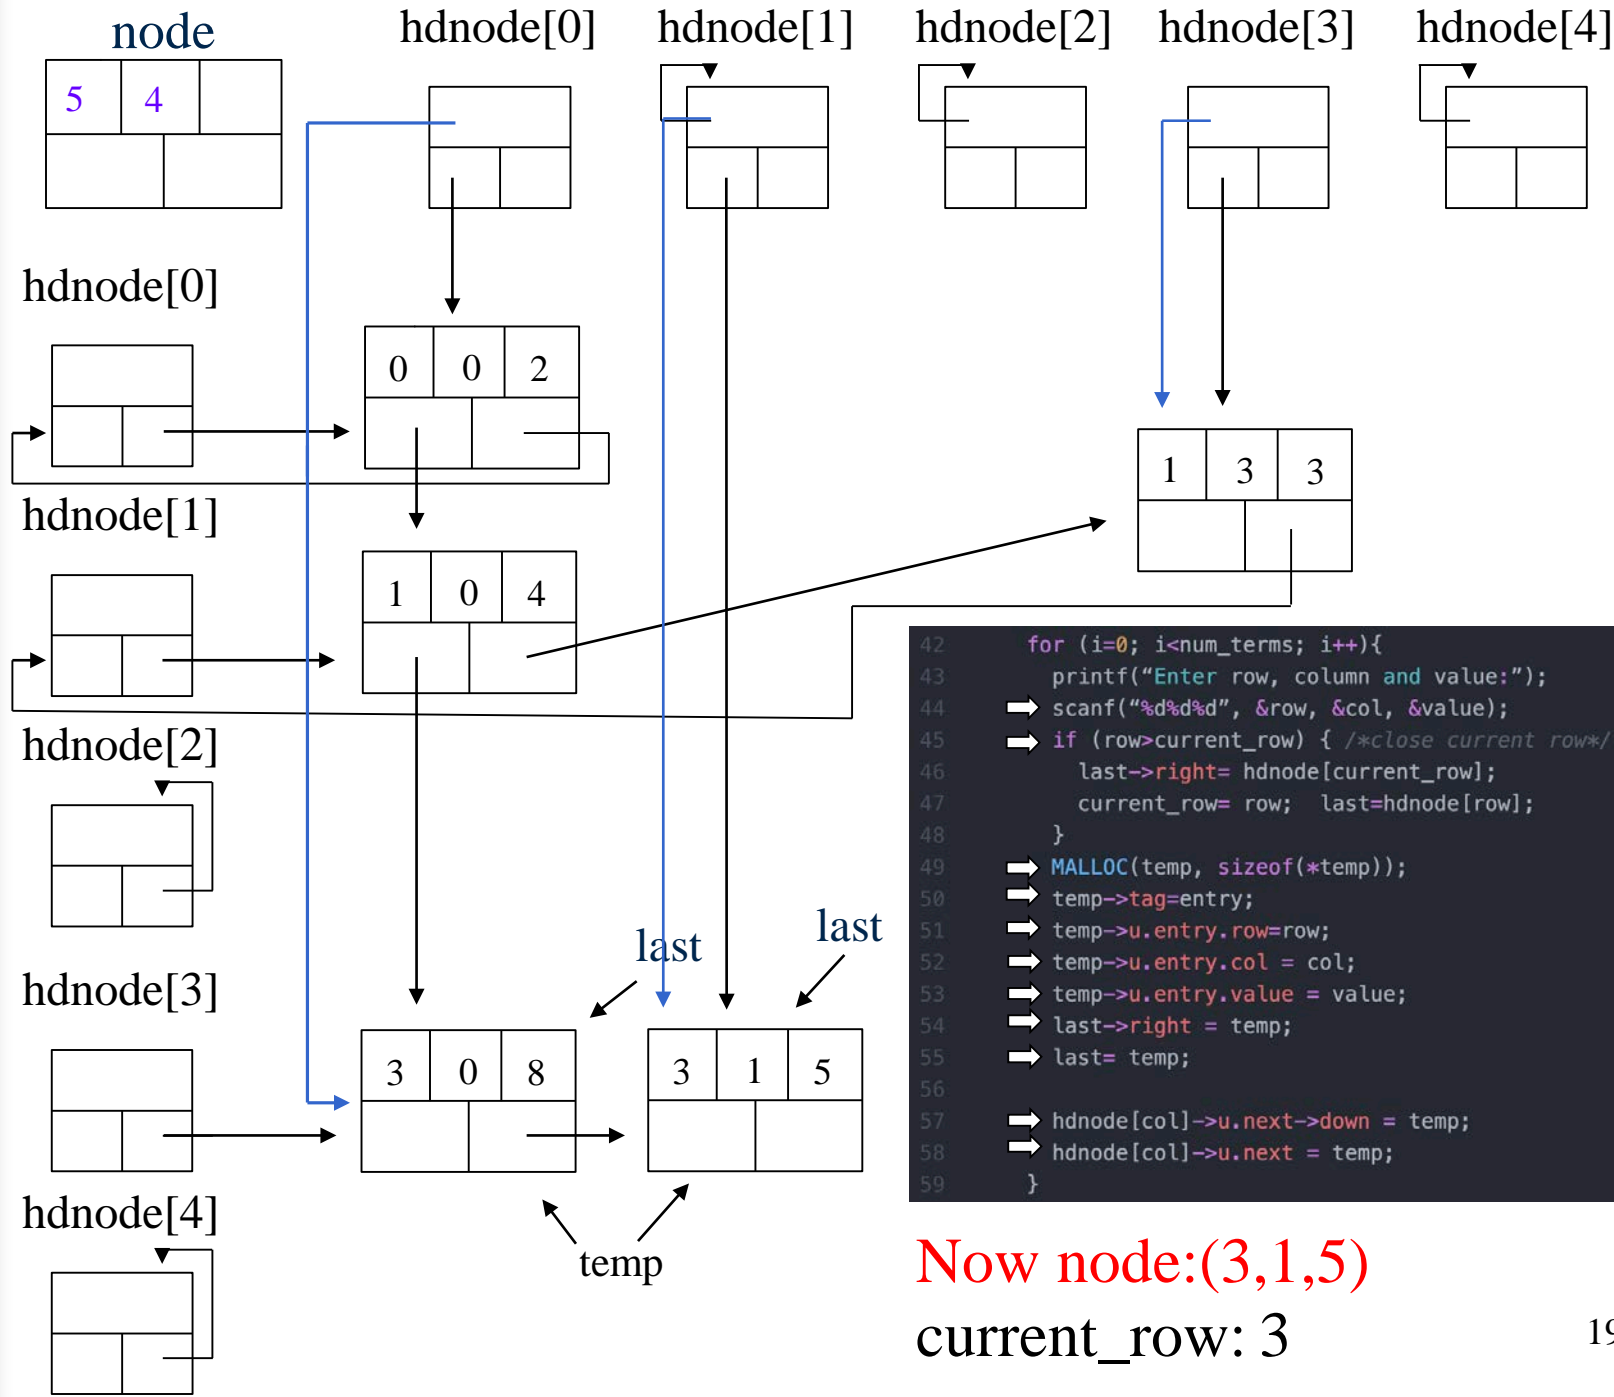 node
hdnode[0]
hdnode[1]
hdnode[2]
hdnode[3]
hdnode[4]
5 4
hdnode[0]
0 0 2
1 3 3
hdnode[1]
1 0 4
hdnode[2]
last
last
hdnode[3]
3 0 8
3 1 5
hdnode[4]
temp
42 for (i=0; i<num_terms; i++){
43 printf(“Enter row, column and value:”);
44 scanf(“%d%d%d”, &row, &col, &value);
45 if (row>current_row) { /*close current row*/
46 last->right= hdnode[current_row];
47 current_row= row; last=hdnode[row];
48 }
49 MALLOC(temp, sizeof(*temp));
50 temp->tag=entry;
51 temp->u.entry.row=row;
52 temp->u.entry.col = col;
53 temp->u.entry.value = value;
54 last->right = temp;
55 last= temp;
56
57 hdnode[col]->u.next->down = temp;
58 hdnode[col]->u.next = temp;
59 }
Now node:(3,1,5)
current_row: 3
19